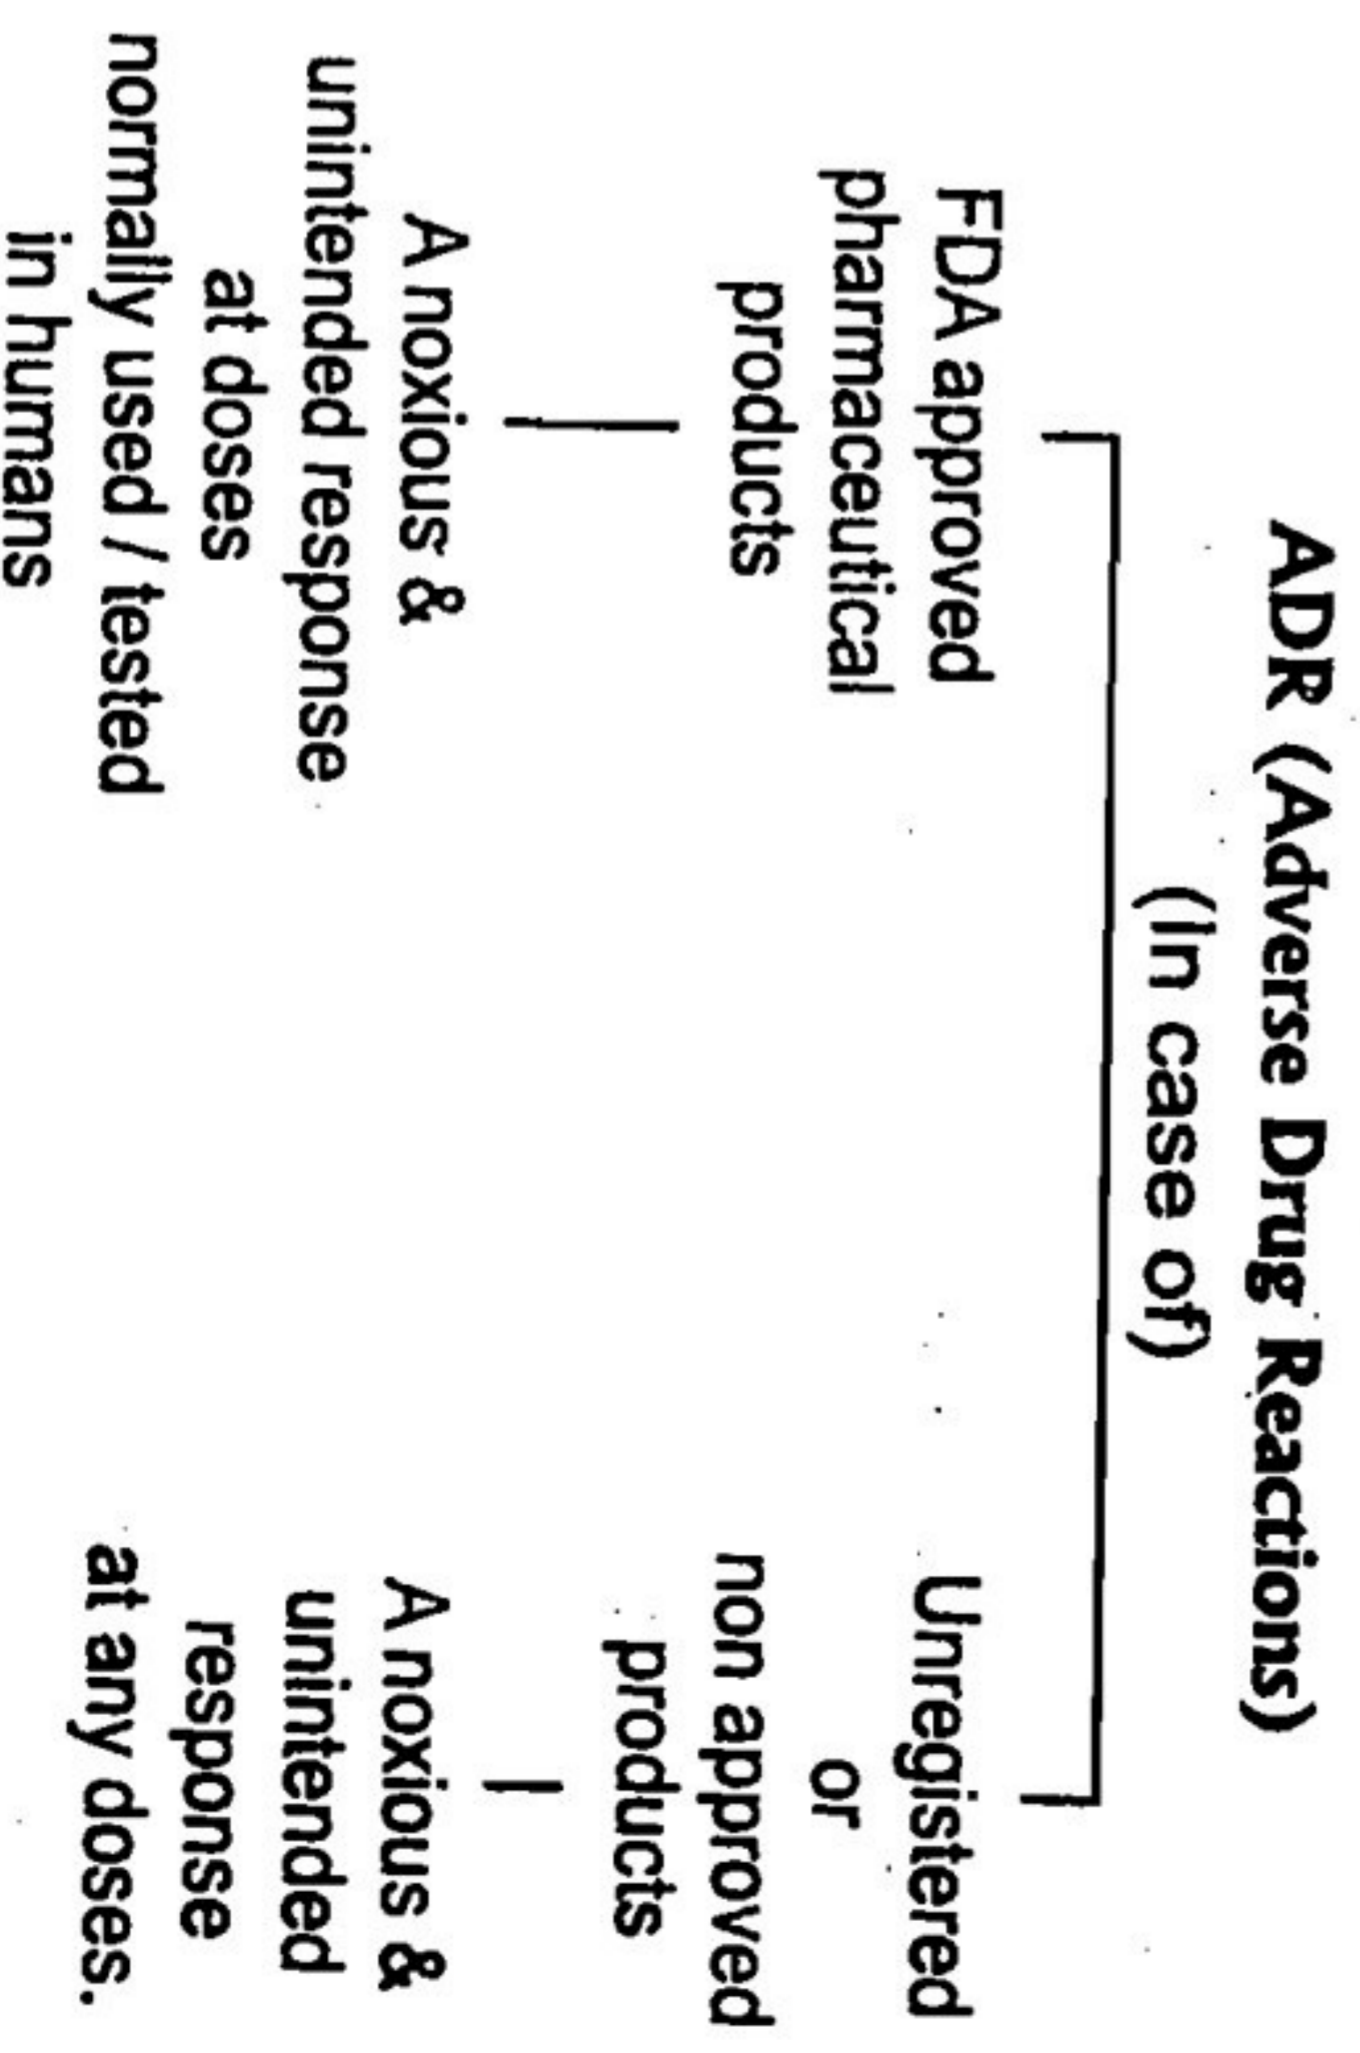 ADR (Adverse Drug Reactions)
(In case of)
FDA approved
pharmaceutical
products
A noxious &
unintended response
at doses
normally used / tested
in humans
Unregistered
or
non approved
products
A noxious &
unintended
response
at any doses.